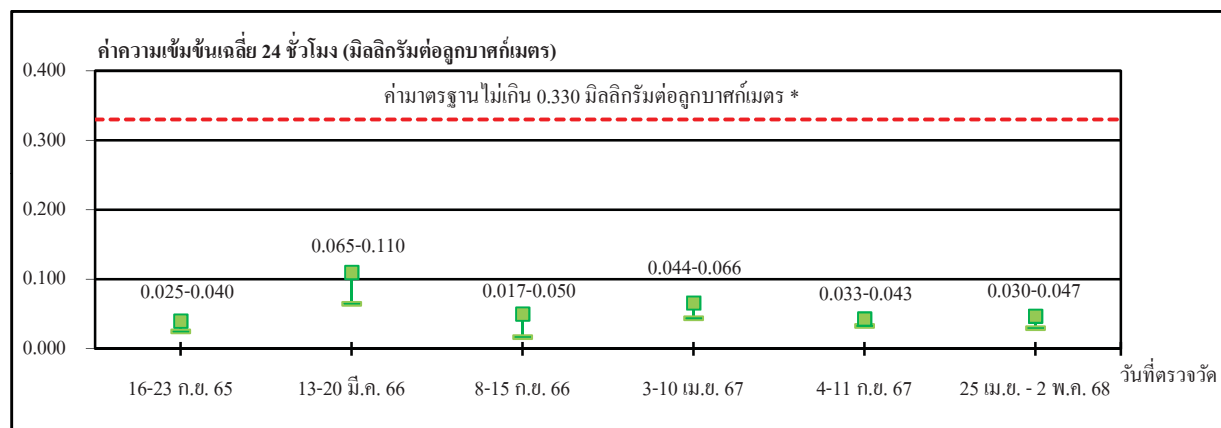 ค่าความเข้มข้นเฉลี่ย 24 ชั่วโมง (มิลลิกรัมต่อลูกบาศก์เมตร)
0.400
ค่ามาตรฐานไม่เกิน 0.330 มิลลิกรัมต่อลูกบาศก์เมตร *
0.300
0.200
0.065-0.110
0.044-0.066
0.100
0.025-0.040
0.017-0.050
0.033-0.043
0.030-0.047
0.000
16-23 ก.ย. 65
13-20 มี.ค. 66
8-15 ก.ย. 66
3-10 เม.ย. 67
4-11 ก.ย. 67
25 เม.ย. - 2 พ.ค. 68
วันที่ตรวจวัด